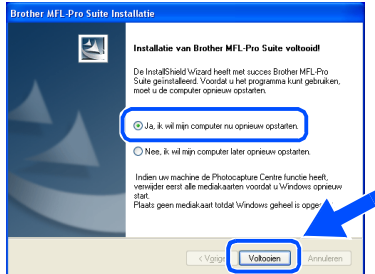 Brother MFL-Pro Suite Installatie
Installatie van Brother MFL-Pro Suite voltooid!
De InstallShield Wizard heeft met succes Brother MFL-Pro
Suite geïnstalleerd. Voordat u het programma kunt gebruiken,
moet u de computer opnieuw opstarten.
Ja, ik wil mijn computer nu opnieuw opstarten.
Nee, ik wil mijn computer later opnieuw opstarten.
Indien uw machine de Photocapture Centre functie heeft,
verwijder eerst alle mediakaarten voordat u Windows opnieuw
start.
Plaats geen mediakaart totdat Windows geheel is
< Vorige Voltooien Annuleren